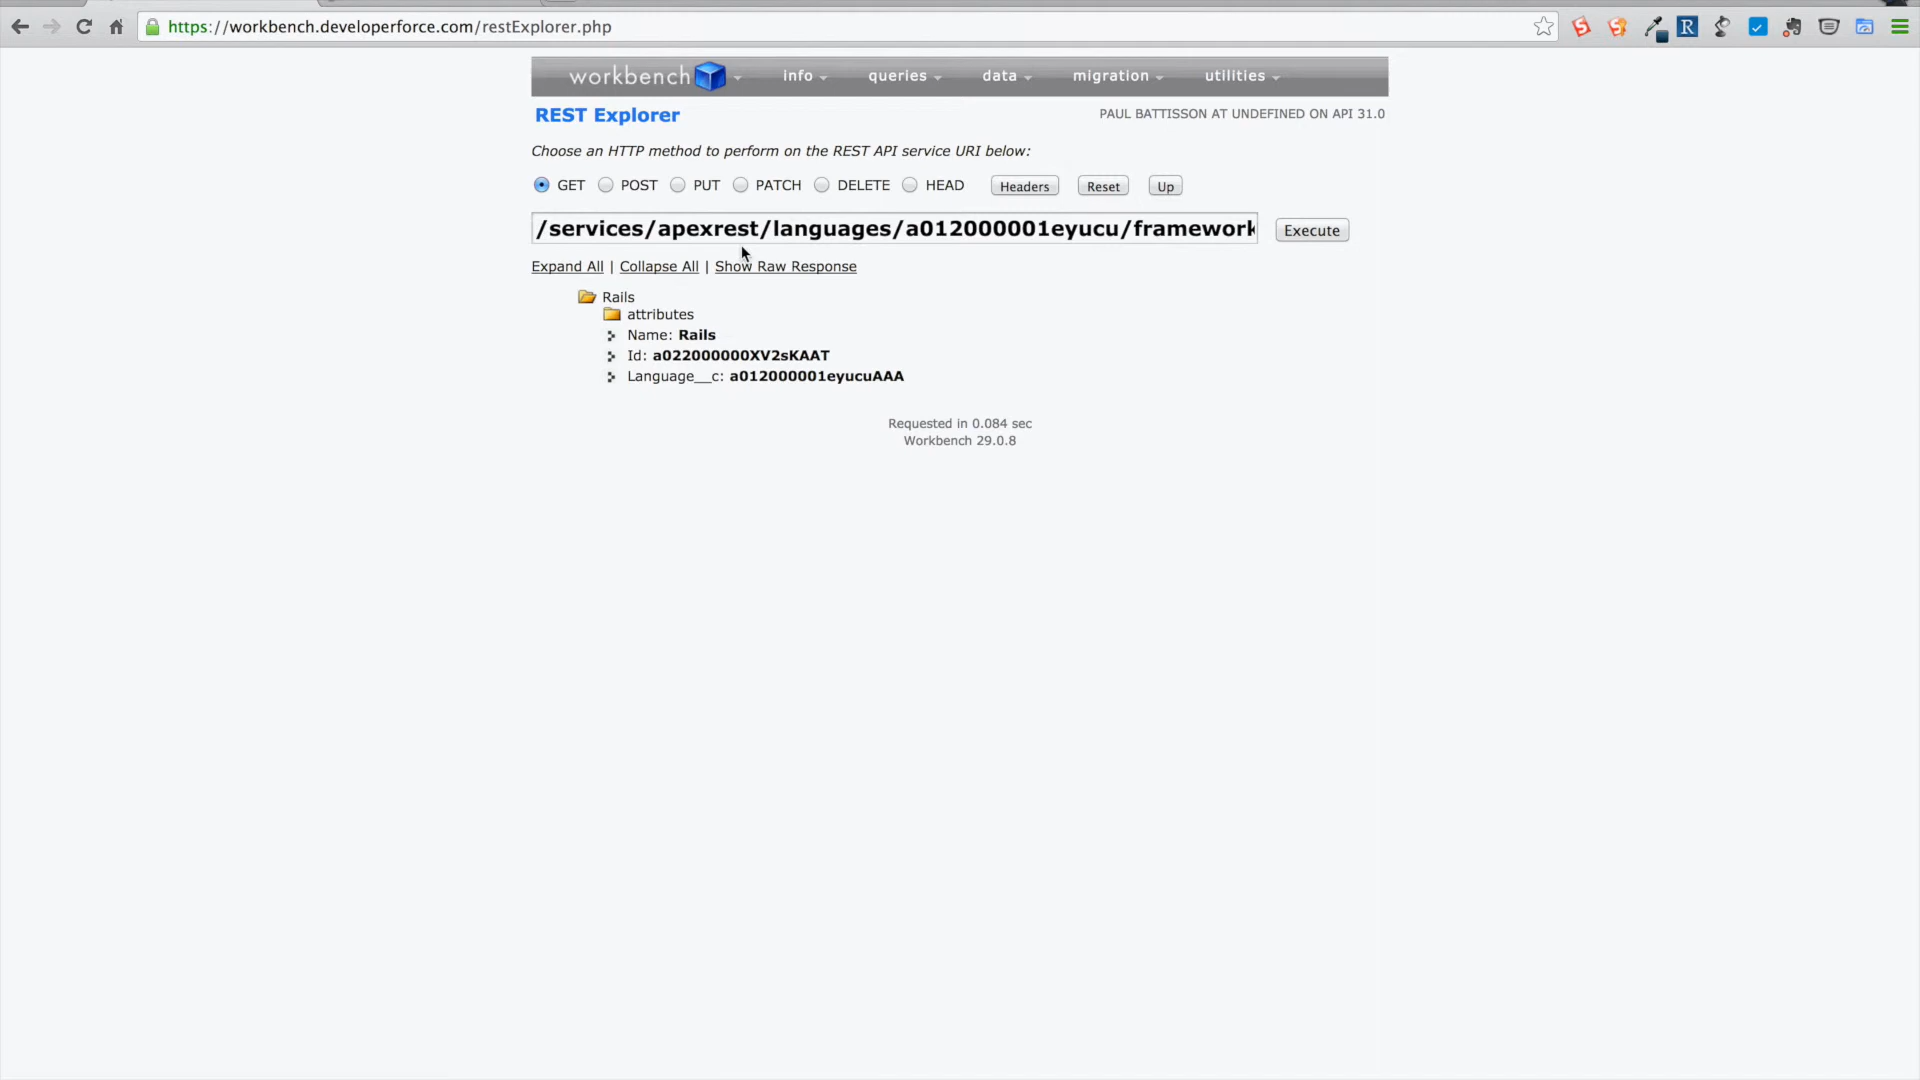 https://workbench.developerforce.com/restExplorer.php
workbench info queries data migration utilities
REST Explorer
PAUL BATTISSON AT UNDEFINED ON API 31.0
Choose an HTTP method to perform on the REST API service URI below:
GET POST PUT PATCH DELETE HEAD Headers Reset Up
/services/apexrest/languages/a012000001eyucu/framework Execute
Expand All | Collapse All | Show Raw Response
Rails
attributes
Name: Rails
Id: a022000000XV2sKAAT
Language__c: a012000001eyucuAAA
Requested in 0.084 sec
Workbench 29.0.8